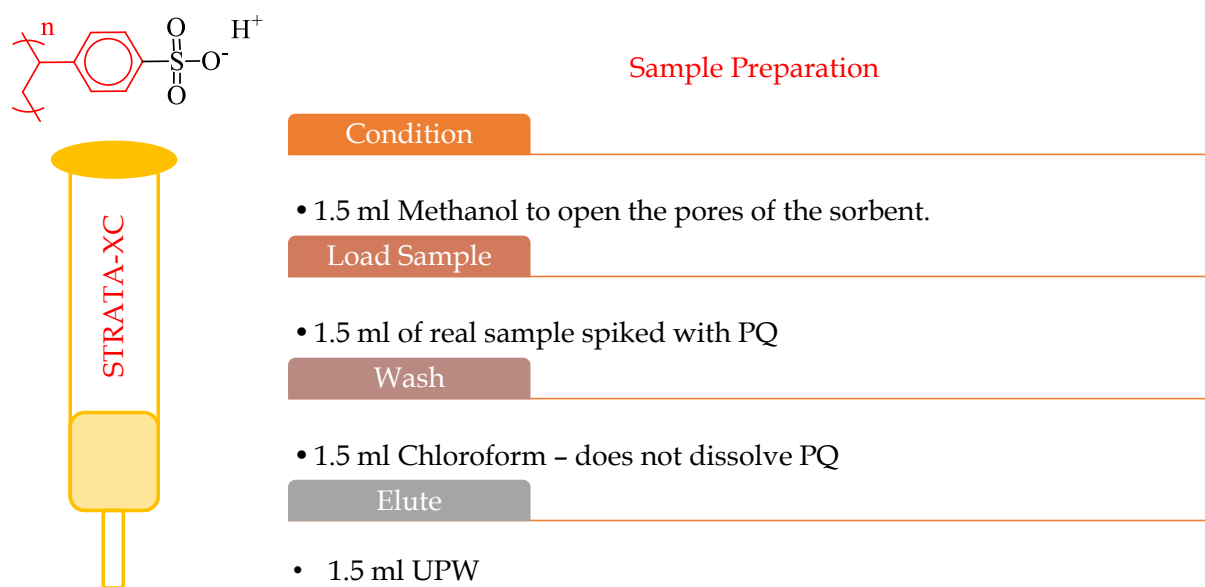 n
O
H⁺
S
O⁻
O
Sample Preparation
Condition
• 1.5 ml Methanol to open the pores of the sorbent.
STRATA-XC
Load Sample
• 1.5 ml of real sample spiked with PQ
Wash
• 1.5 ml Chloroform – does not dissolve PQ
Elute
• 1.5 ml UPW